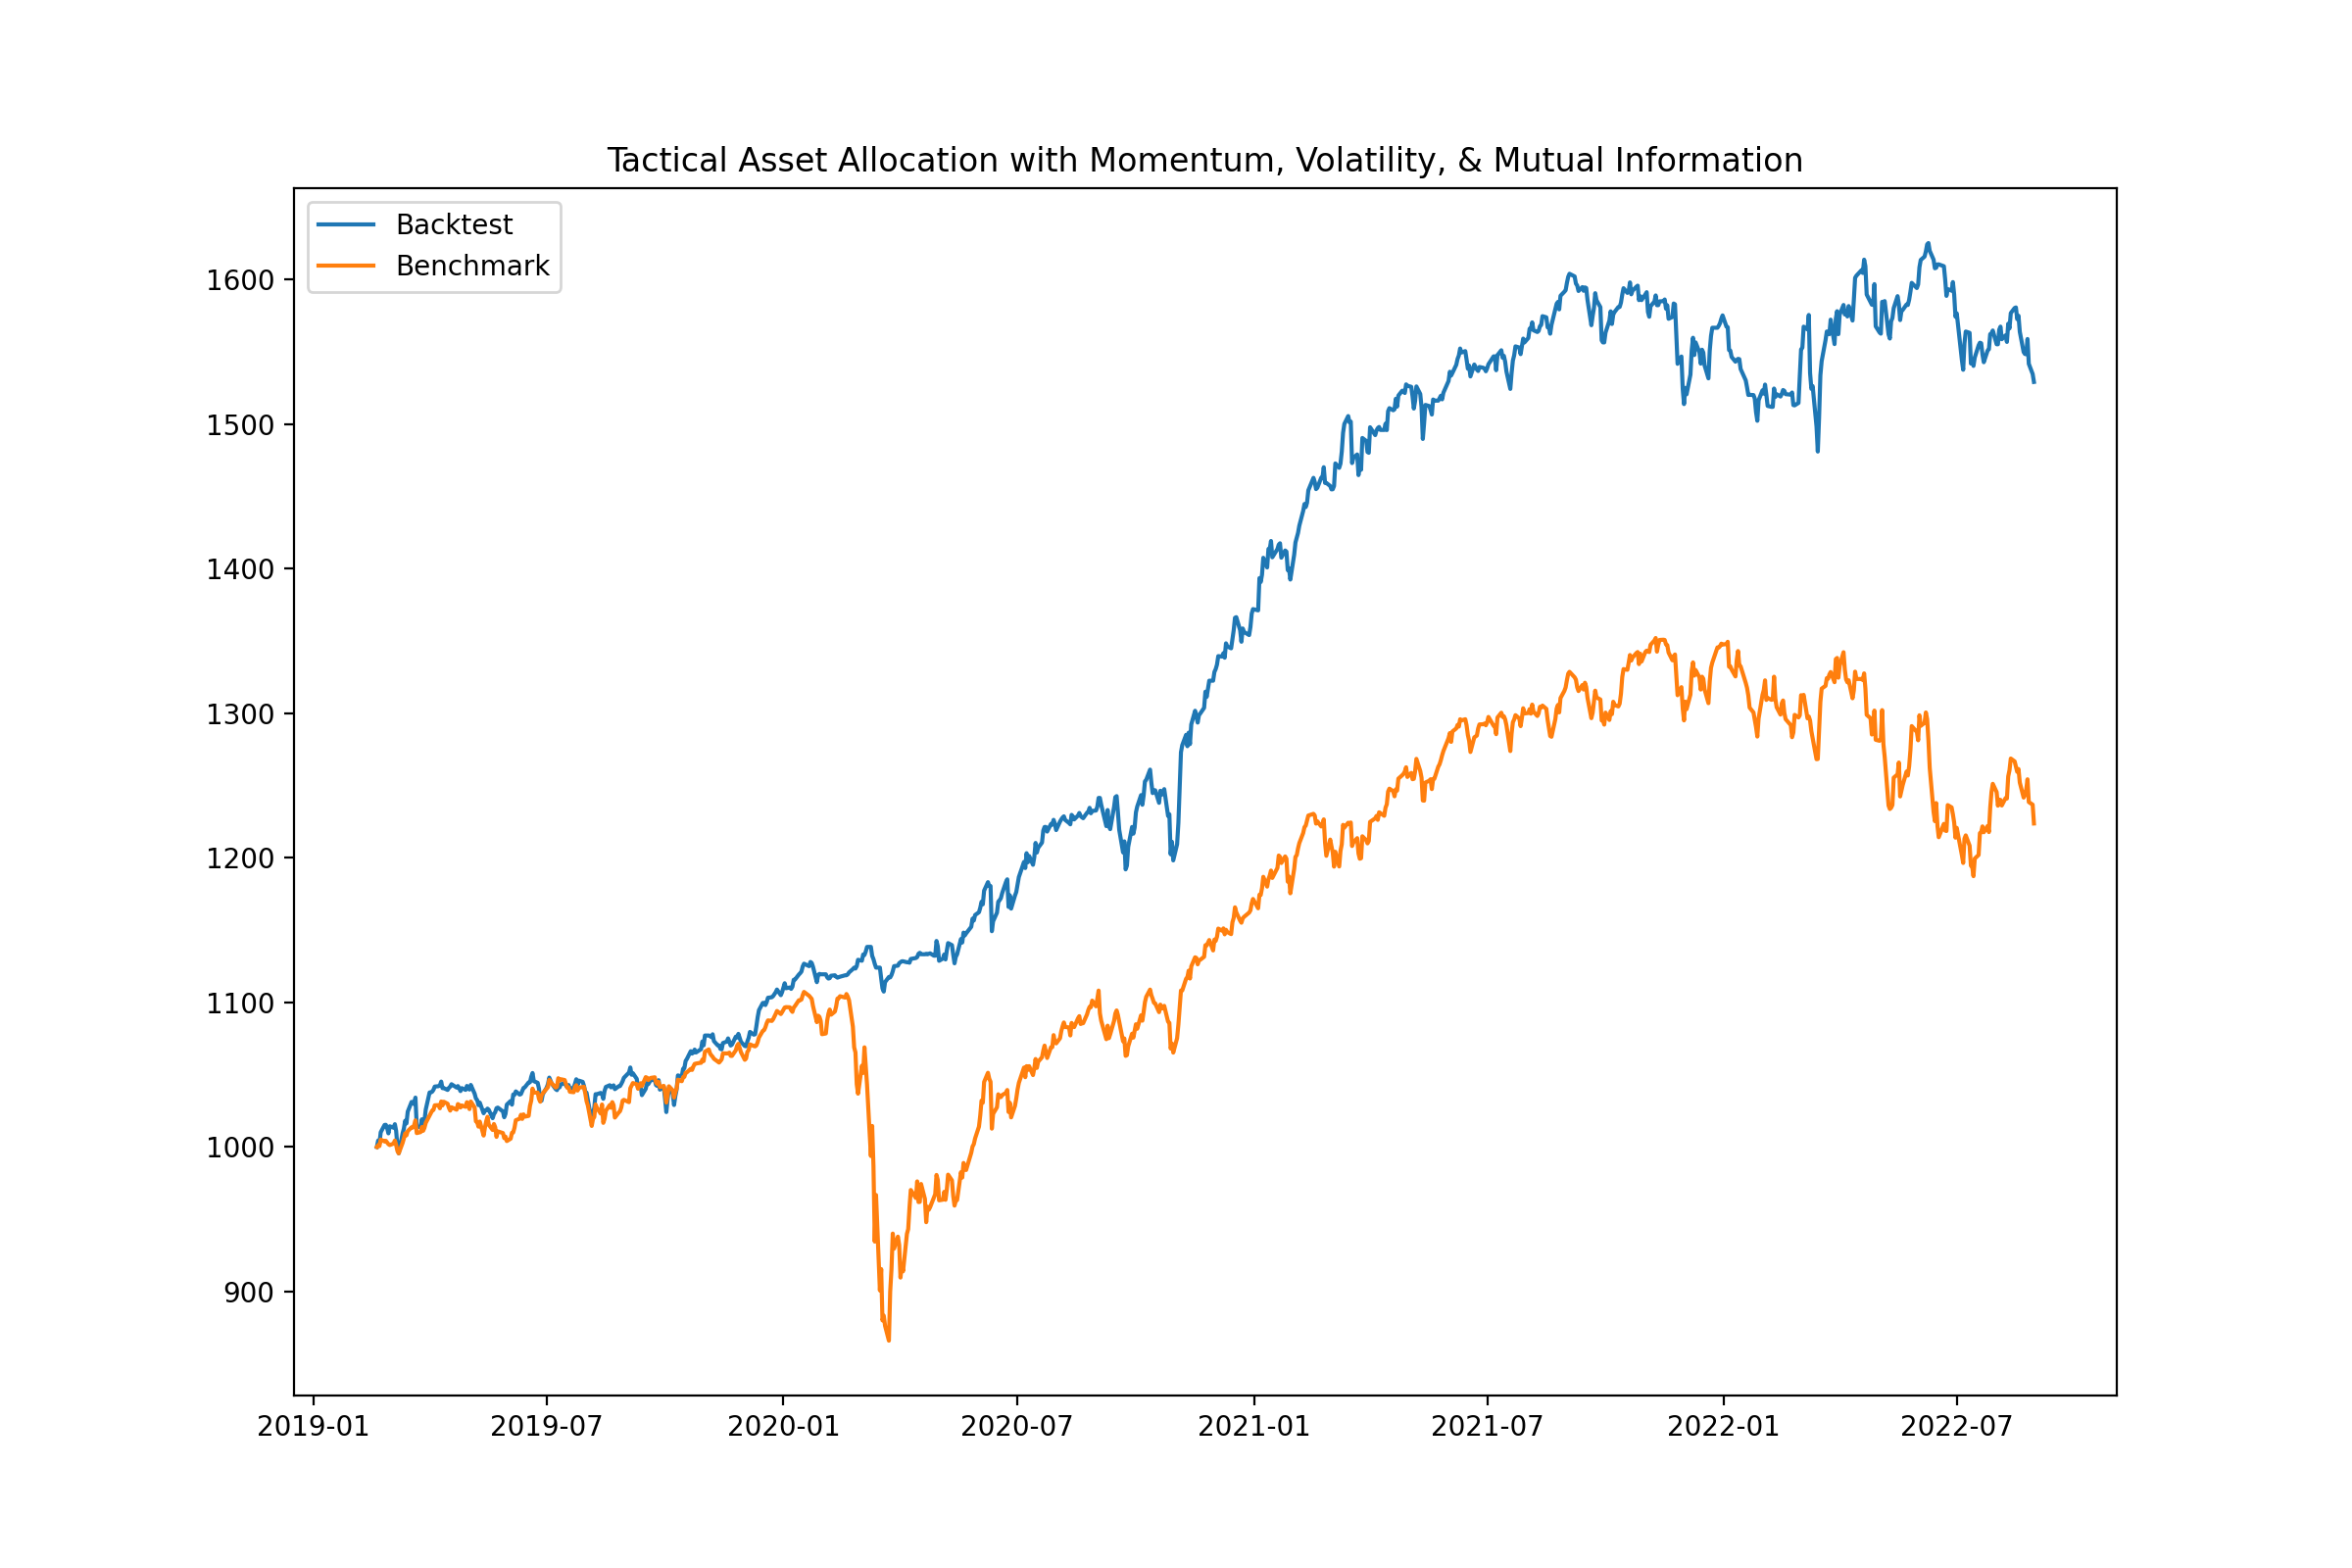 Tactical Asset Allocation with Momentum, Volatility, & Mutual Information
Backtest
Benchmark
1600
1500
1400
1300
1200
1100
1000
900
2019-01 2019-07 2020-01 2020-07 2021-01 2021-07 2022-01 2022-07